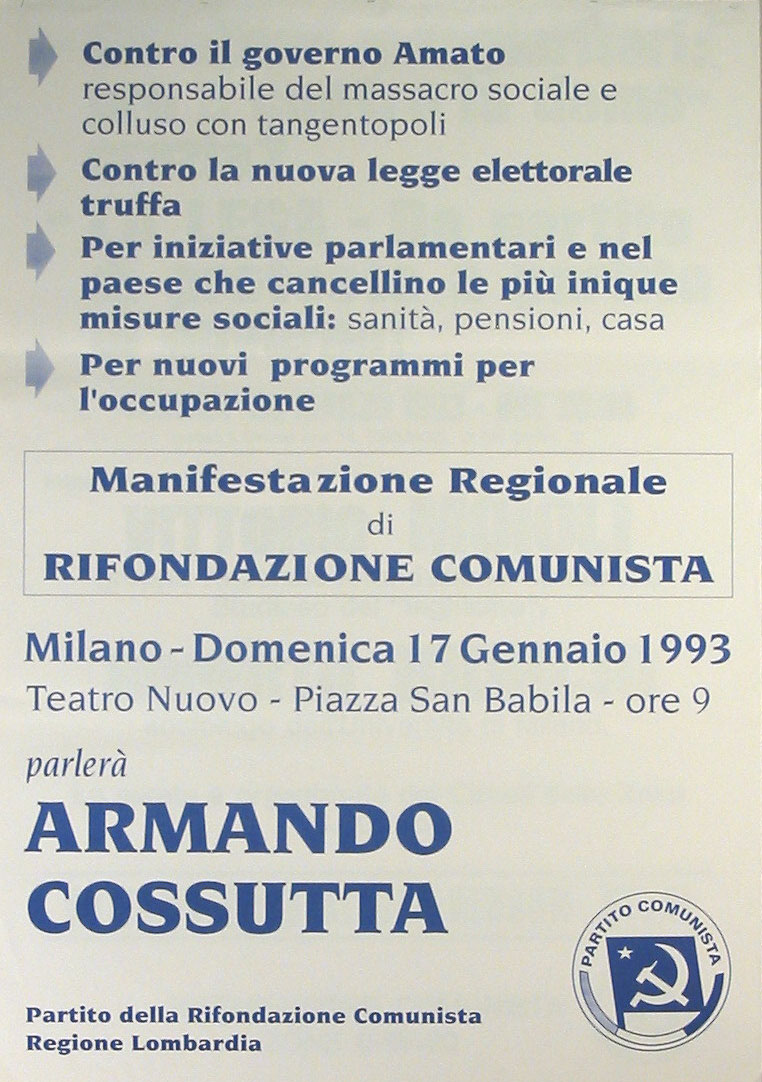 Contro il governo Amato
responsabile del massacro sociale e
colluso con tangentopoli
Contro la nuova legge elettorale
truffa
Per iniziative parlamentari e nel
paese che cancellino le più inique
misure sociali: sanità, pensioni, casa
Per nuovi programmi per
l'occupazione
Manifestazione Regionale
di
RIFONDAZIONE COMUNISTA
Milano - Domenica 17 Gennaio 1993
Teatro Nuovo - Piazza San Babila - ore 9
parlerà
ARMANDO
COSSUTTA
PARTITO COMUNISTA
Partito della Rifondazione Comunista
Regione Lombardia